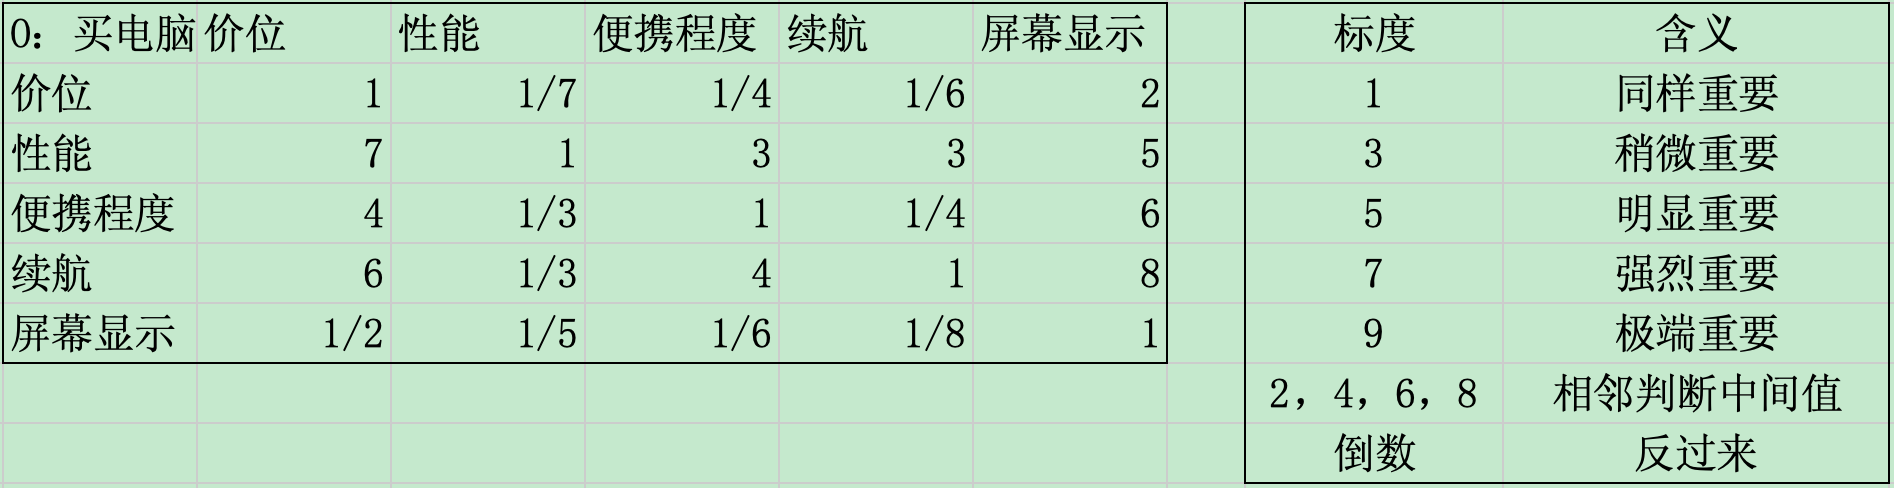 0：买电脑 价位 性能 便携程度 续航 屏幕显示 标度 含义
价位 1 1/7 1/4 1/6 2 1 同样重要
性能 7 1 3 3 5 3 稍微重要
便携程度 4 1/3 1 1/4 6 5 明显重要
续航 6 1/3 4 1 8 7 强烈重要
屏幕显示 1/2 1/5 1/6 1/8 1 9 极端重要
2，4，6，8 相邻判断中间值
倒数 反过来